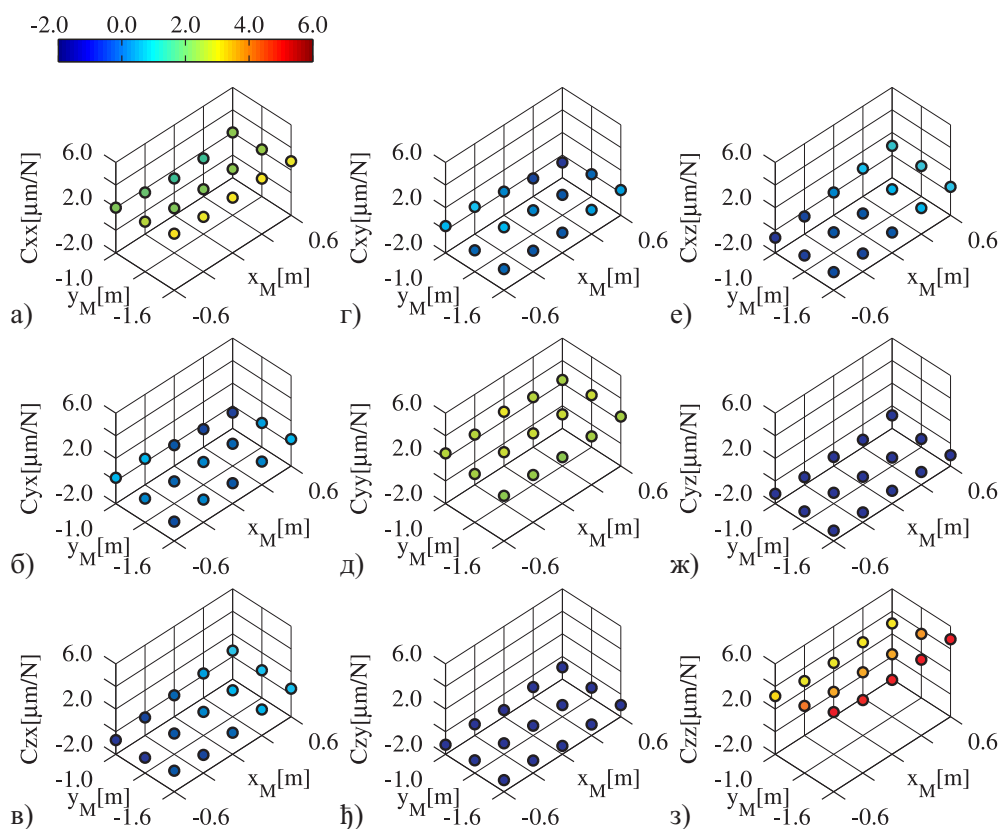 -2.0 0.0 2.0 4.0 6.0
Cxx[µm/N]
6.0
2.0
-2.0
-1.0
y_M[m]
-1.6
-0.6
x_M[m]
0.6
а)
Cxy[µm/N]
6.0
2.0
-2.0
-1.0
y_M[m]
-1.6
-0.6
x_M[m]
0.6
г)
Cxz[µm/N]
6.0
2.0
-2.0
-1.0
y_M[m]
-1.6
-0.6
x_M[m]
0.6
е)
Cyx[µm/N]
6.0
2.0
-2.0
-1.0
y_M[m]
-1.6
-0.6
x_M[m]
0.6
б)
Cyy[µm/N]
6.0
2.0
-2.0
-1.0
y_M[m]
-1.6
-0.6
x_M[m]
0.6
д)
Cyz[µm/N]
6.0
2.0
-2.0
-1.0
y_M[m]
-1.6
-0.6
x_M[m]
0.6
ж)
Czx[µm/N]
6.0
2.0
-2.0
-1.0
y_M[m]
-1.6
-0.6
x_M[m]
0.6
в)
Czy[µm/N]
6.0
2.0
-2.0
-1.0
y_M[m]
-1.6
-0.6
x_M[m]
0.6
ђ)
Czz[µm/N]
6.0
2.0
-2.0
-1.0
y_M[m]
-1.6
-0.6
x_M[m]
0.6
з)